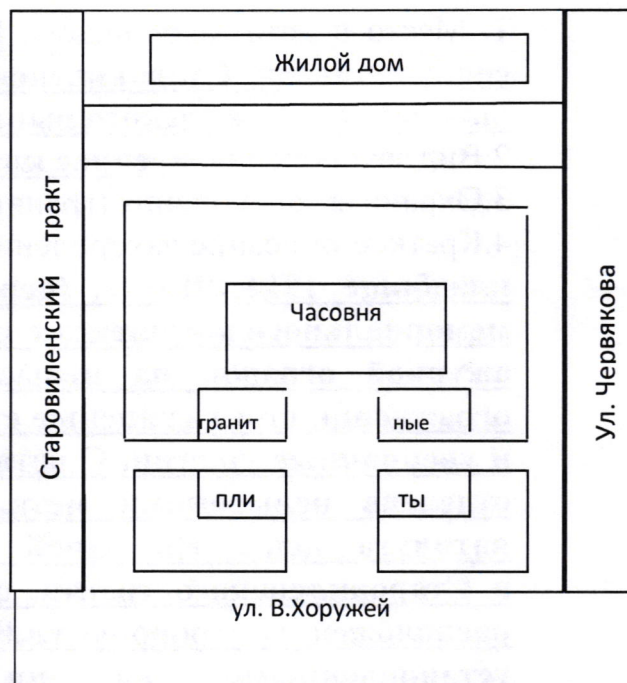 Жилой дом
Старовиленский тракт
Часовня
Ул. Червякова
гранит ные
пли ты
ул. В.Хоружей